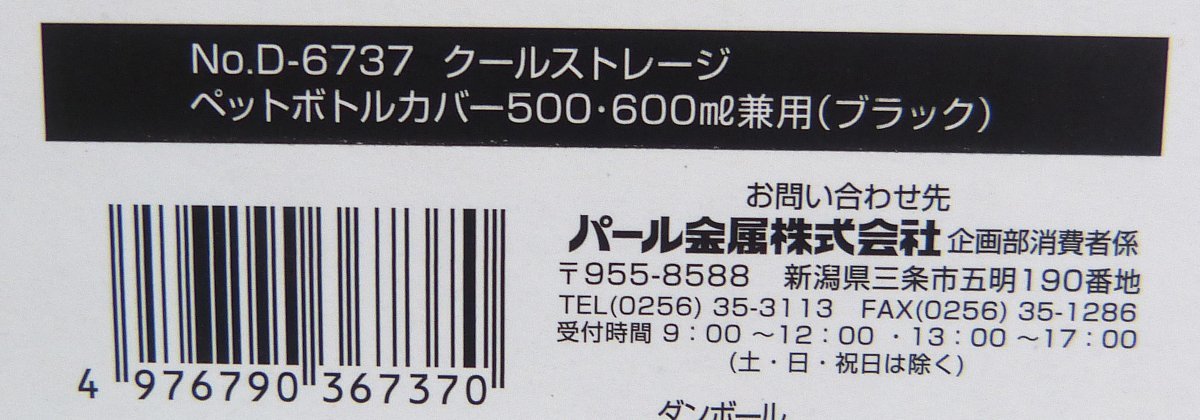 No.D-6737 クールストレージ
ペットボトルカバー500・600㎖兼用(ブラック)
お問い合わせ先
パール金属株式会社 企画部消費者係
〒955-8588 新潟県三条市五明190番地
TEL(0256) 35-3113 FAX(0256) 35-1286
受付時間 9:00 〜12:00 ・13:00 〜17:00
(土・日・祝日は除く)
4 976790 367370
ダンボール